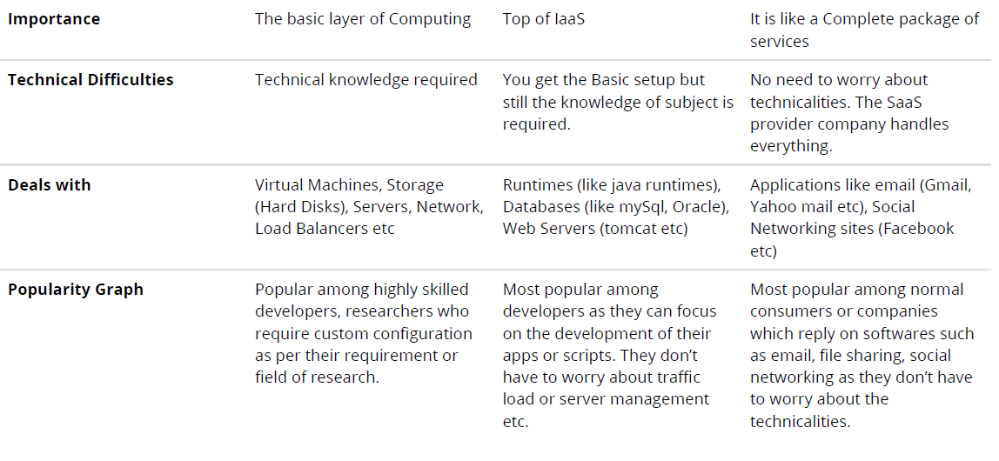 Importance
The basic layer of Computing
Top of IaaS
It is like a Complete package of
services
Technical Difficulties
Technical knowledge required
You get the Basic setup but
still the knowledge of subject is
required.
No need to worry about
technicalities. The SaaS
provider company handles
everything.
Deals with
Virtual Machines, Storage
(Hard Disks), Servers, Network,
Load Balancers etc
Runtimes (like java runtimes),
Databases (like mySql, Oracle),
Web Servers (tomcat etc)
Applications like email (Gmail,
Yahoo mail etc), Social
Networking sites (Facebook
etc)
Popularity Graph
Popular among highly skilled
developers, researchers who
require custom configuration
as per their requirement or
field of research.
Most popular among
developers as they can focus
on the development of their
apps or scripts. They don’t
have to worry about traffic
load or server management
etc.
Most popular among normal
consumers or companies
which reply on softwares such
as email, file sharing, social
networking as they don’t have
to worry about the
technicalities.